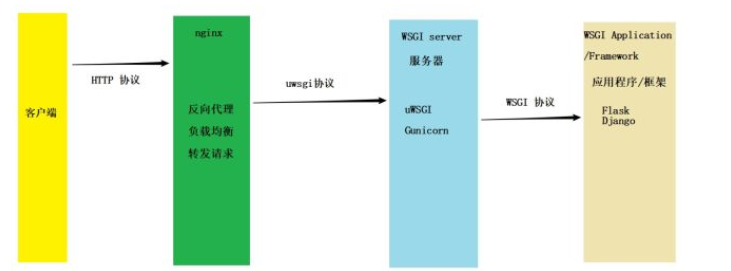 客户端
HTTP 协议
nginx
反向代理
负载均衡
转发请求
uwsgi协议
WSGI server
服务器
uWSGI
Gunicorn
WSGI 协议
WSGI Application
/Framework
应用程序/框架
Flask
Django